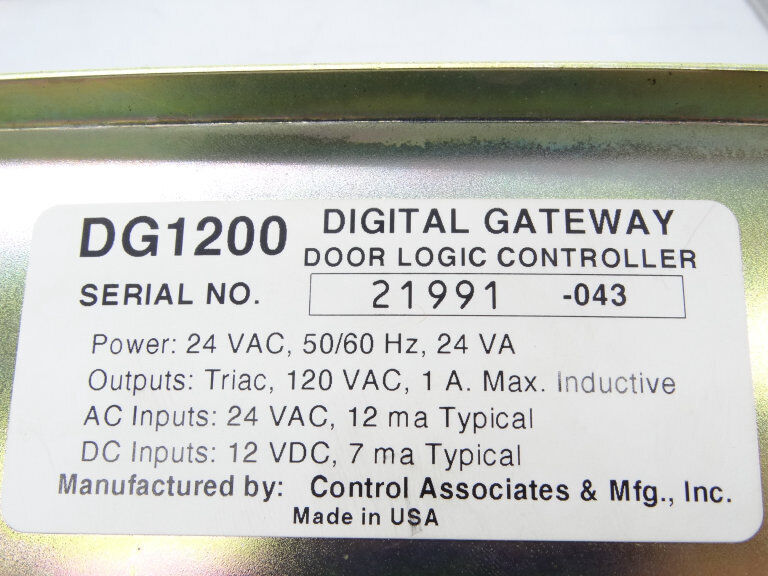 DG1200 DIGITAL GATEWAY
DOOR LOGIC CONTROLLER
SERIAL NO. 21991 -043
Power: 24 VAC, 50/60 Hz, 24 VA
Outputs: Triac, 120 VAC, 1 A. Max. Inductive
AC Inputs: 24 VAC, 12 ma Typical
DC Inputs: 12 VDC, 7 ma Typical
Manufactured by: Control Associates & Mfg., Inc.
Made in USA